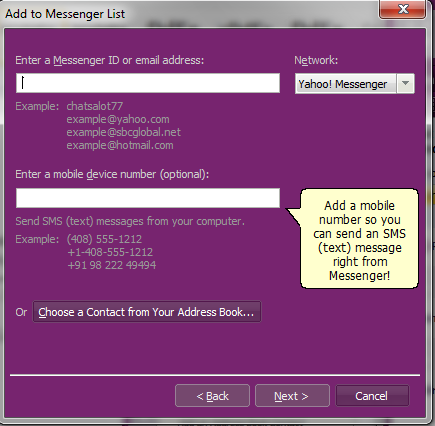 Add to Messenger List
Enter a Messenger ID or email address:
Network:
Yahoo! Messenger
Example: chatsalot77
example@yahoo.com
example@sbcglobal.net
example@hotmail.com
Enter a mobile device number (optional):
Send SMS (text) messages from your computer.
Example: (408) 555-1212
+1-408-555-1212
+91 98 222 49494
Add a mobile
number so you
can send an SMS
(text) message
right from
Messenger!
Or Choose a Contact from Your Address Book...
< Back Next > Cancel